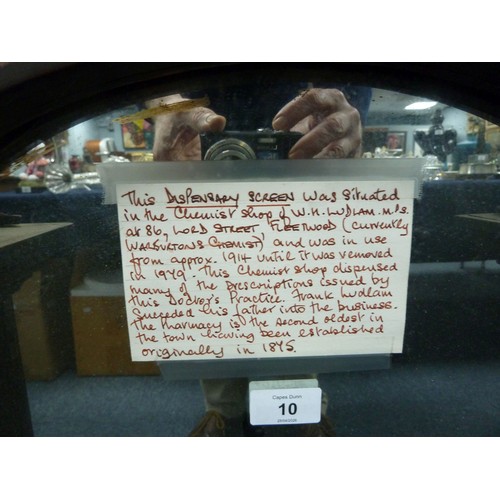 This DISPENSARY SCREEN was situated
in the Chemist Shop of W.H. LUDLAM. M.P.S.
at 86, LORD STREET, FLEETWOOD (currently
WARBURTONS CHEMIST) and was in use
from approx. 1914 until it was removed
in 1979. This Chemist shop dispensed
many of the prescriptions issued by
this Doctor's Practice. Frank Ludlam
Suceeded his father into the business.
The pharmacy is the second oldest in
the town having been established
originally in 1875.
Capes Dunn
10